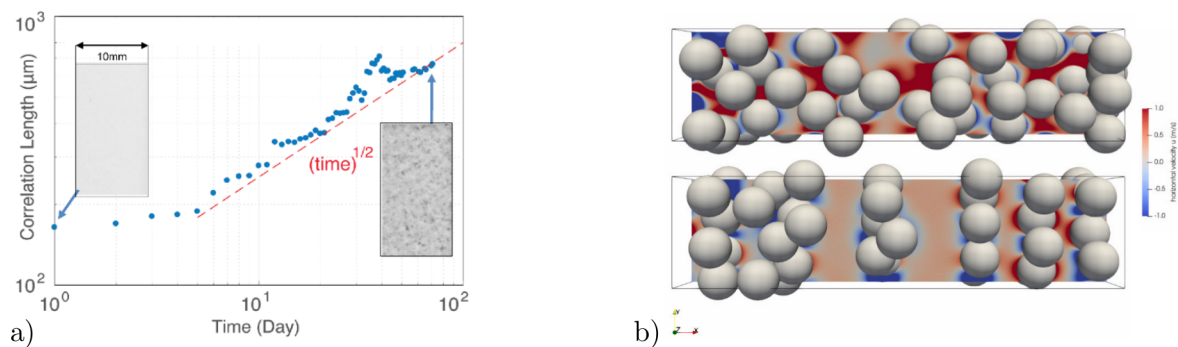 10³
10mm
Correlation Length (μm)
(time)^1/2
10²
10⁰
10¹
10²
Time (Day)
a)
1.0
0.5
0.0
-0.5
-1.0
horizontal velocity u (m/s)
Y
Z
X
b)